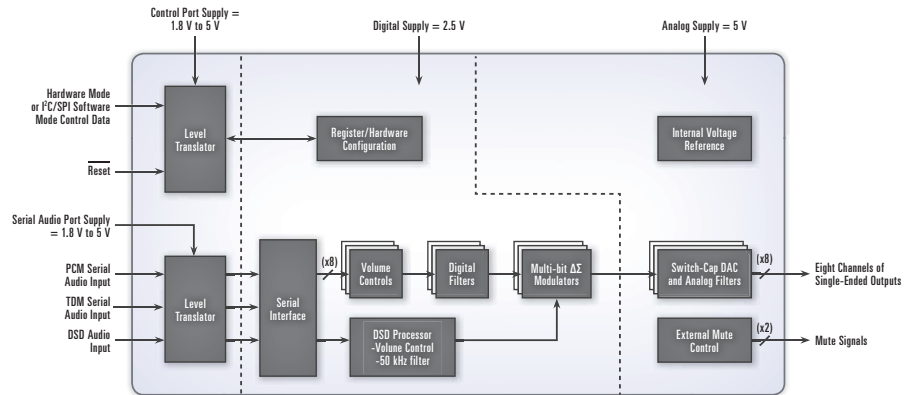 Control Port Supply =
1.8 V to 5 V
Digital Supply = 2.5 V
Analog Supply = 5 V
Hardware Mode
or I²C/SPI Software
Mode Control Data
Level
Translator
Register/Hardware
Configuration
Internal Voltage
Reference
Reset
Serial Audio Port Supply
= 1.8 V to 5 V
PCM Serial
Audio Input
TDM Serial
Audio Input
DSD Audio
Input
Level
Translator
Serial
Interface
(x8)
Volume
Controls
Digital
Filters
Multi-bit ΔΣ
Modulators
Switch-Cap DAC
and Analog Filters
(x8)
Eight Channels of
Single-Ended Outputs
DSD Processor
-Volume Control
-50 kHz filter
External Mute
Control
(x2)
Mute Signals